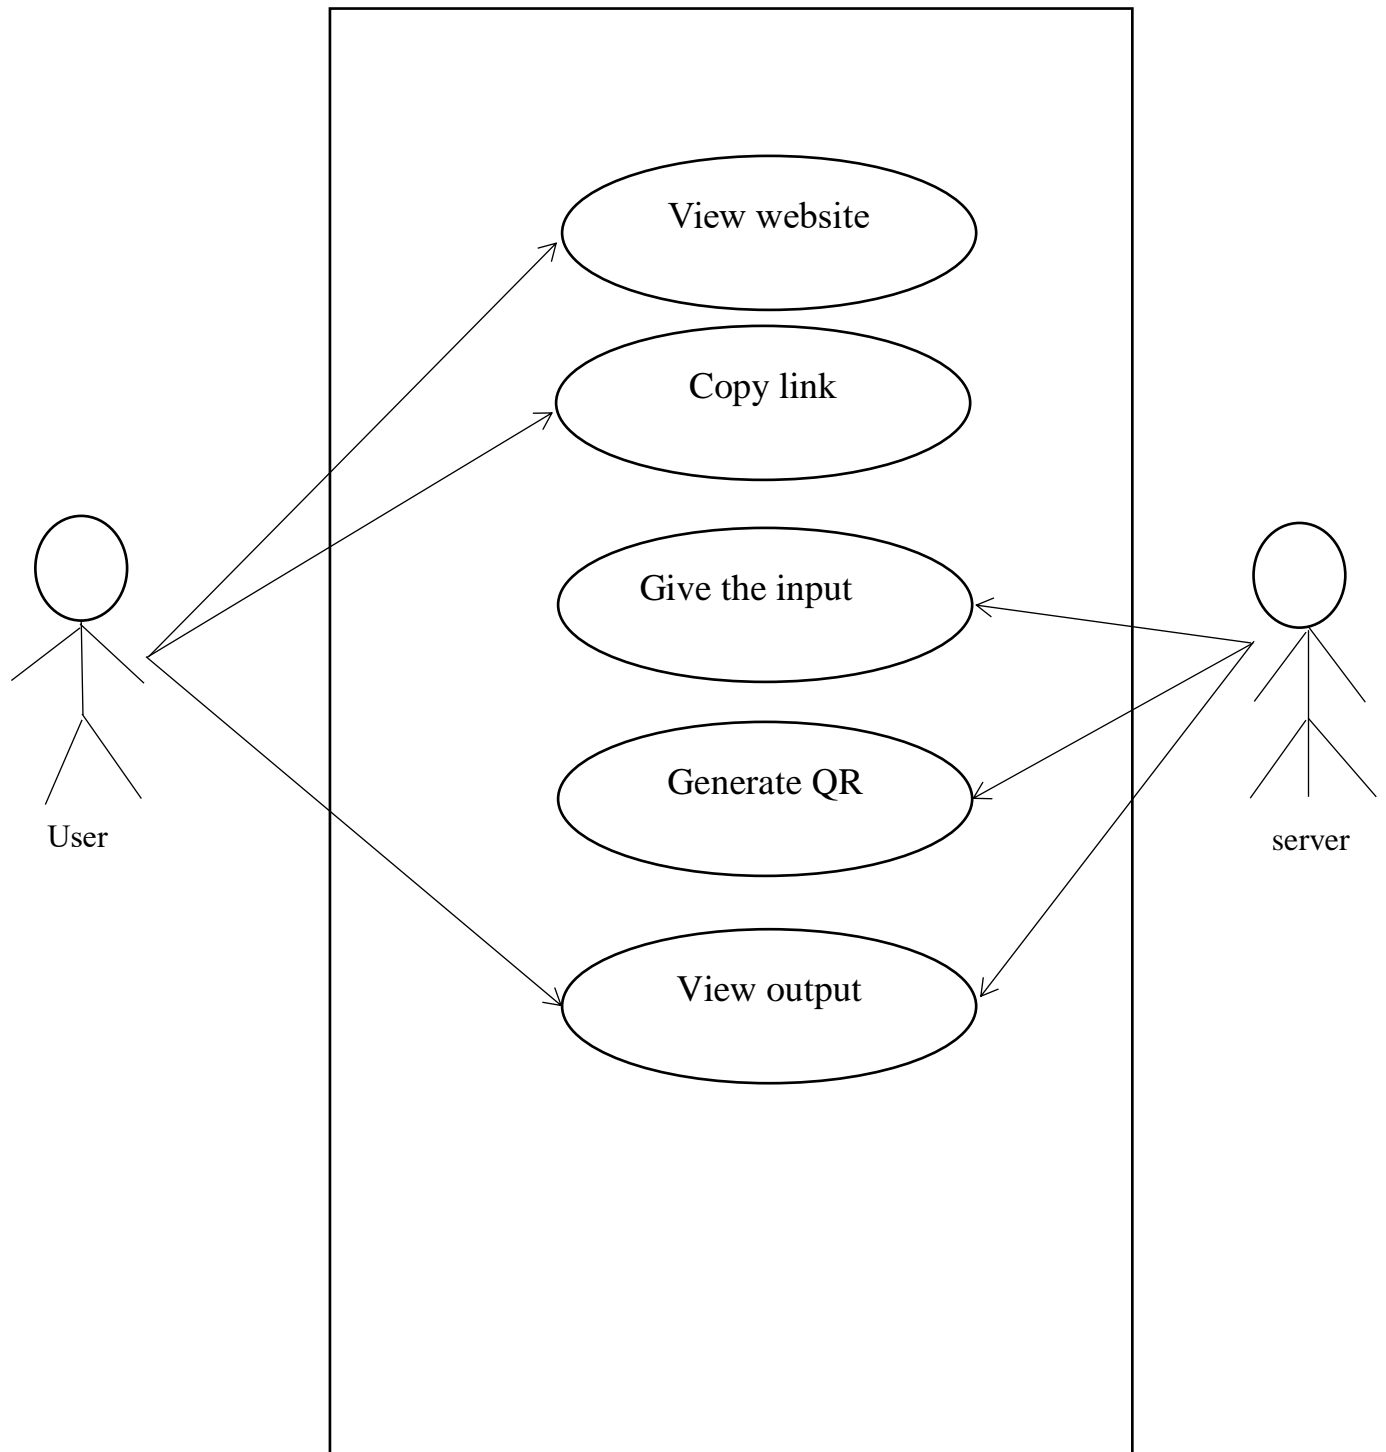 View website
Copy link
Give the input
Generate QR
View output
User
server